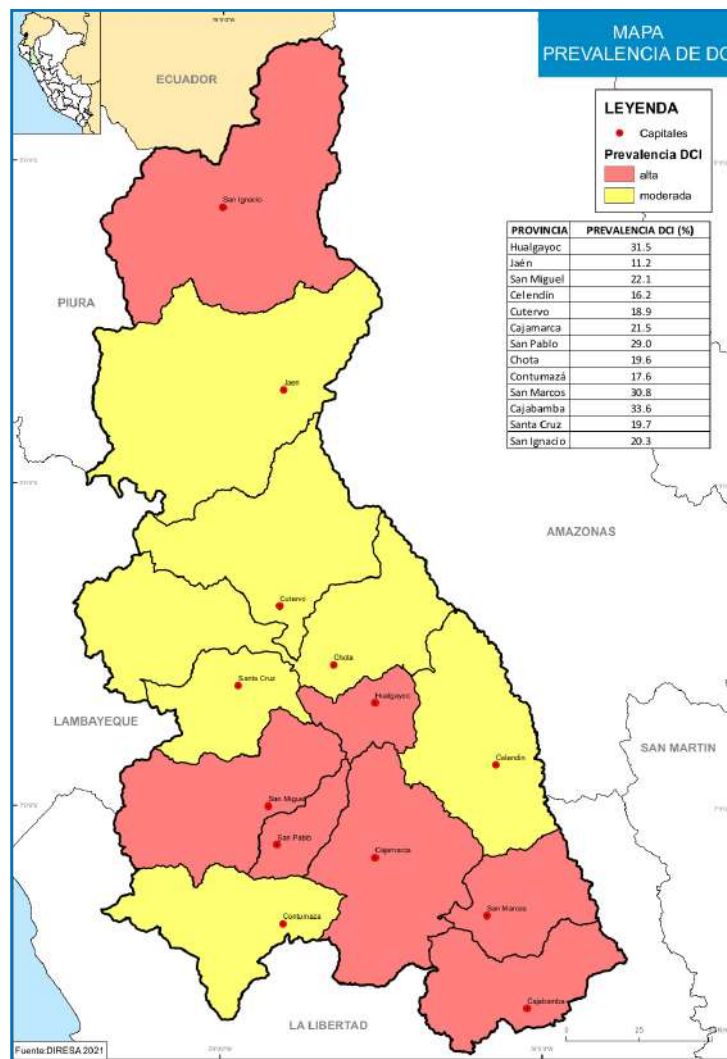 MAPA
PREVALENCIA DE DC
ECUADOR
LEYENDA
Capitales
Prevalencia DCI
alta
moderada
PROVINCIA PREVALENCIA DCI (%)
Hualgayoc 31.5
Jaén 11.2
San Miguel 22.1
Celendín 16.2
Cutervo 18.9
Cajamarca 21.5
San Pablo 29.0
Chota 19.6
Contumazá 17.6
San Marcos 30.8
Cajabamba 33.6
Santa Cruz 19.7
San Ignacio 20.3
San Ignacio
PIURA
Jaen
AMAZONAS
Cutervo
Chota
Santa Cruz
Hualgayoc
LAMBAYEQUE
SAN MARTIN
Celendin
San Miguel
San Pablo
Cajamarca
San Marcos
Contumaza
Cajabamba
LA LIBERTAD
0 25
Fuente:DIRESA 2021